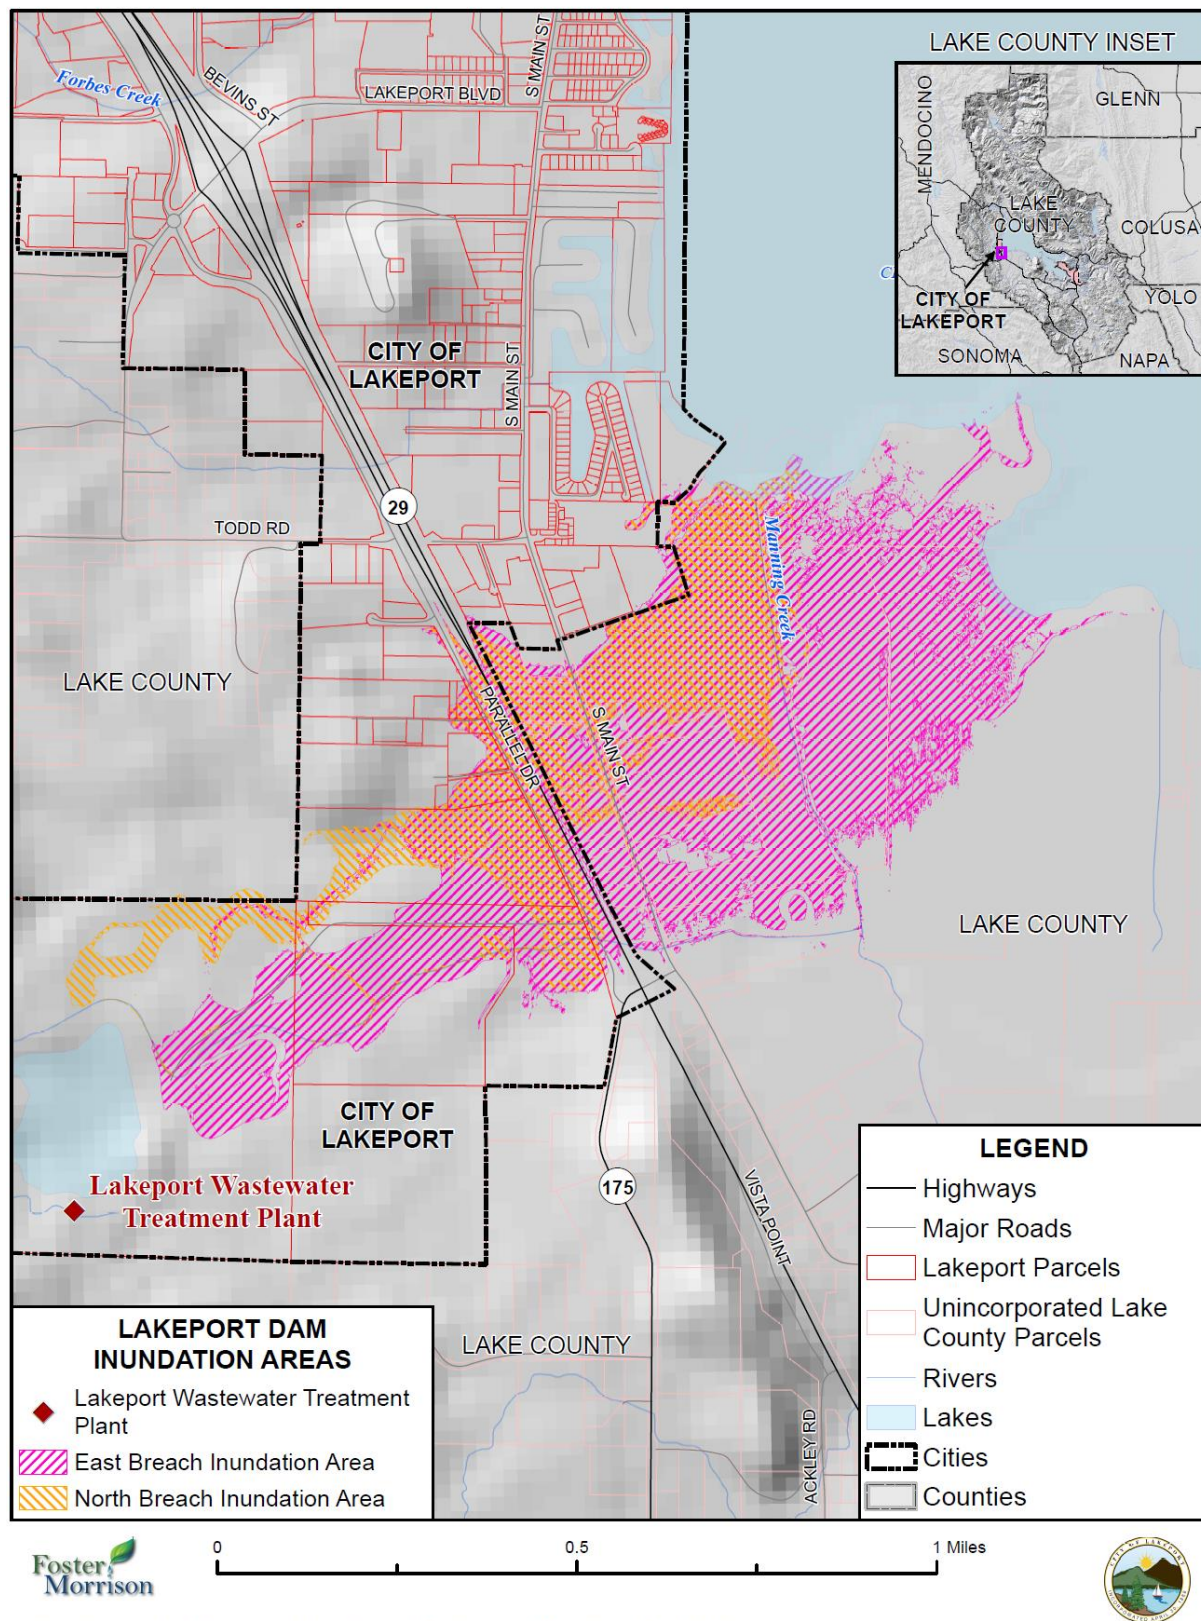 LAKE COUNTY INSET
MENDOCINO
GLENN
LAKE
COUNTY
COLUSA
CITY OF
LAKEPORT
YOLO
SONOMA
NAPA
Forbes Creek
BEVINS ST
LAKEPORT BLVD
S MAIN ST
CITY OF
LAKEPORT
S MAIN ST
29
TODD RD
Manning Creek
LAKE COUNTY
PARALLEL DR
S MAIN ST
LAKE COUNTY
CITY OF
LAKEPORT
Lakeport Wastewater
Treatment Plant
175
VISTA POINT
LAKE COUNTY
ACKLEY RD
LAKEPORT DAM
INUNDATION AREAS
Lakeport Wastewater Treatment
Plant
East Breach Inundation Area
North Breach Inundation Area
LEGEND
Highways
Major Roads
Lakeport Parcels
Unincorporated Lake
County Parcels
Rivers
Lakes
Cities
Counties
Foster
Morrison
0
0.5
1 Miles
CITY OF LAKEPORT